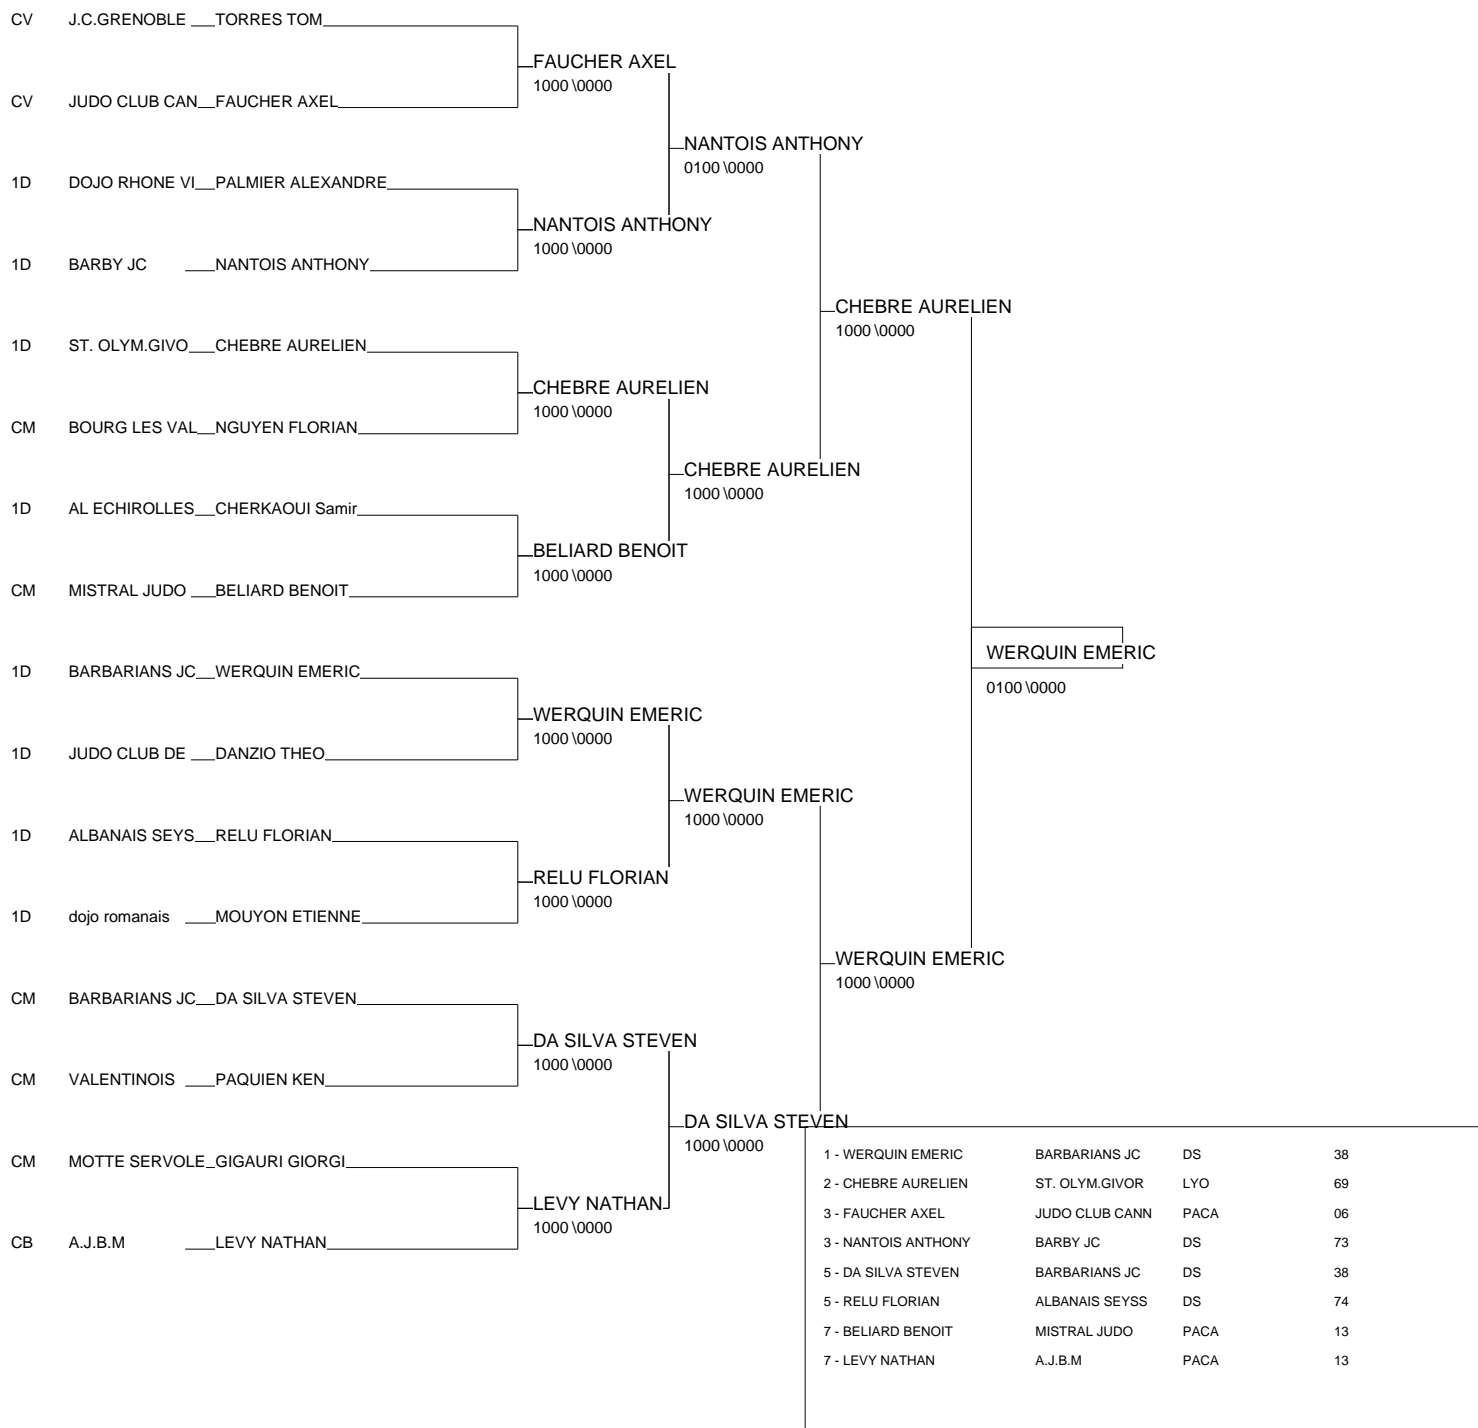 CV J.C.GRENOBLE TORRES TOM
FAUCHER AXEL
1000 \0000
CV JUDO CLUB CAN FAUCHER AXEL
NANTOIS ANTHONY
0100 \0000
1D DOJO RHONE VI PALMIER ALEXANDRE
NANTOIS ANTHONY
1000 \0000
1D BARBY JC NANTOIS ANTHONY
CHEBRE AURELIEN
1000 \0000
1D ST. OLYM.GIVO CHEBRE AURELIEN
CHEBRE AURELIEN
1000 \0000
CM BOURG LES VAL NGUYEN FLORIAN
CHEBRE AURELIEN
1000 \0000
1D AL ECHIROLLES CHERKAOUI Samir
BELIARD BENOIT
1000 \0000
CM MISTRAL JUDO BELIARD BENOIT
WERQUIN EMERIC
0100 \0000
1D BARBARIANS JC WERQUIN EMERIC
WERQUIN EMERIC
1000 \0000
1D JUDO CLUB DE DANZIO THEO
WERQUIN EMERIC
1000 \0000
1D ALBANAIS SEYS RELU FLORIAN
RELU FLORIAN
1000 \0000
1D dojo romanais MOUYON ETIENNE
WERQUIN EMERIC
1000 \0000
CM BARBARIANS JC DA SILVA STEVEN
DA SILVA STEVEN
1000 \0000
CM VALENTINOIS PAQUIEN KEN
DA SILVA STEVEN
1000 \0000
CM MOTTE SERVOLE GIGAURI GIORGI
LEVY NATHAN
1000 \0000
CB A.J.B.M LEVY NATHAN
1 - WERQUIN EMERIC BARBARIANS JC DS 38
2 - CHEBRE AURELIEN ST. OLYM.GIVOR LYO 69
3 - FAUCHER AXEL JUDO CLUB CANN PACA 06
3 - NANTOIS ANTHONY BARBY JC DS 73
5 - DA SILVA STEVEN BARBARIANS JC DS 38
5 - RELU FLORIAN ALBANAIS SEYSS DS 74
7 - BELIARD BENOIT MISTRAL JUDO PACA 13
7 - LEVY NATHAN A.J.B.M PACA 13